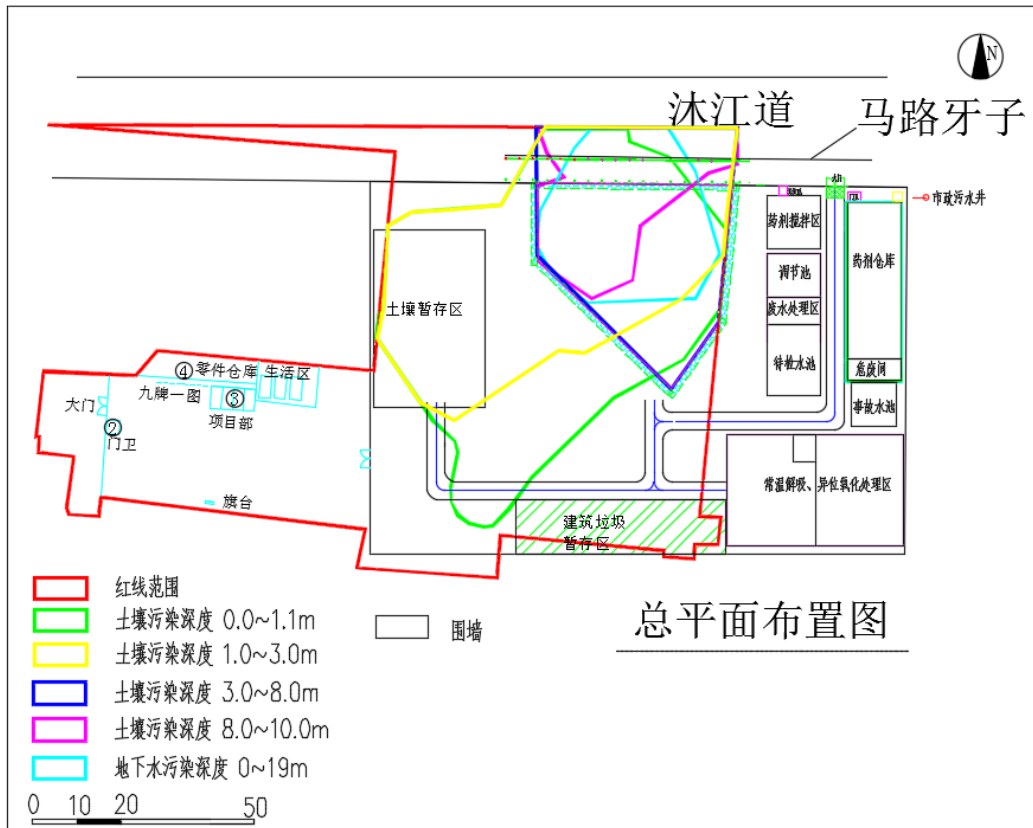 N
沐江道
马路牙子
市政污水井
药剂搅拌区
药剂仓库
调节池
土壤暂存区
废水处理区
待检水池
危废间
④
零件仓库
生活区
九牌一图
③
事故水池
大门
项目部
②
门卫
常温解吸、异位氧化处理区
旗台
建筑垃圾
暂存区
红线范围
土壤污染深度 0.0~1.1m
围墙
总平面布置图
土壤污染深度 1.0~3.0m
土壤污染深度 3.0~8.0m
土壤污染深度 8.0~10.0m
地下水污染深度 0~19m
0 10 20 50